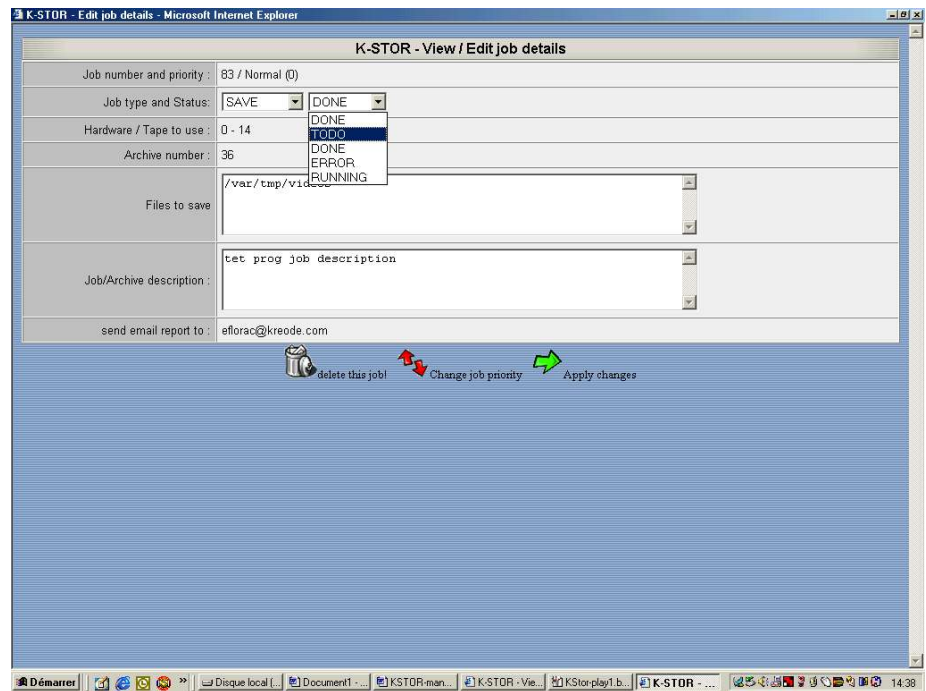 K-STOR - Edit job details - Microsoft Internet Explorer
K-STOR - View / Edit job details
Job number and priority : 83 / Normal (0)
Job type and Status: SAVE DONE
DONE
Hardware / Tape to use : 0 - 14
TODO
DONE
Archive number : 36
ERROR
RUNNING
/var/tmp/videos
Files to save
tet prog job description
Job/Archive description :
send email report to : eflorac@kreode.com
delete this job! Change job priority Apply changes
Démarrer » Disque local (... Document1 - ... KSTOR-man... K-STOR - Vie... KStor-play1.b... K-STOR - ... 14:38